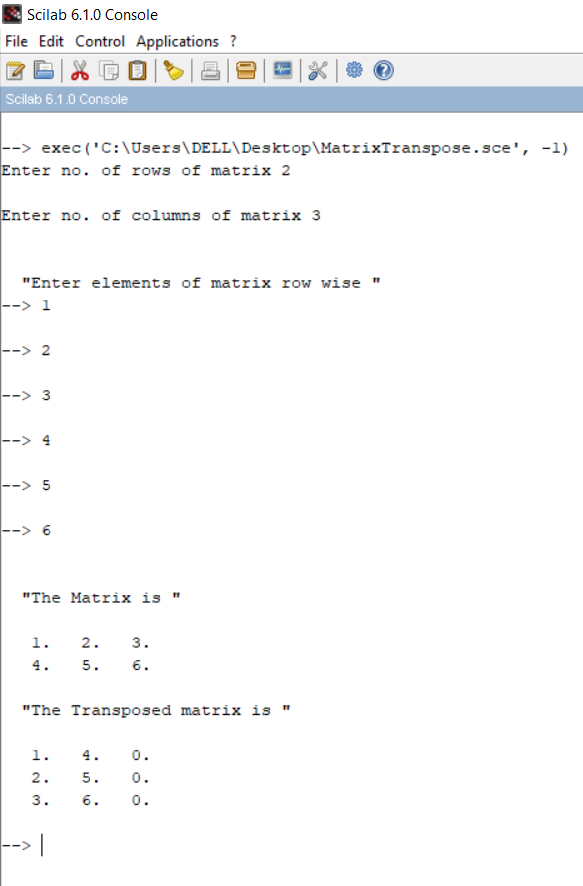 Scilab 6.1.0 Console
File Edit Control Applications ?
Scilab 6.1.0 Console
--> exec('C:\Users\DELL\Desktop\MatrixTranspose.sce', -1)
Enter no. of rows of matrix 2
Enter no. of columns of matrix 3
"Enter elements of matrix row wise "
--> 1
--> 2
--> 3
--> 4
--> 5
--> 6
"The Matrix is "
1. 2. 3.
4. 5. 6.
"The Transposed matrix is "
1. 4. 0.
2. 5. 0.
3. 6. 0.
-->